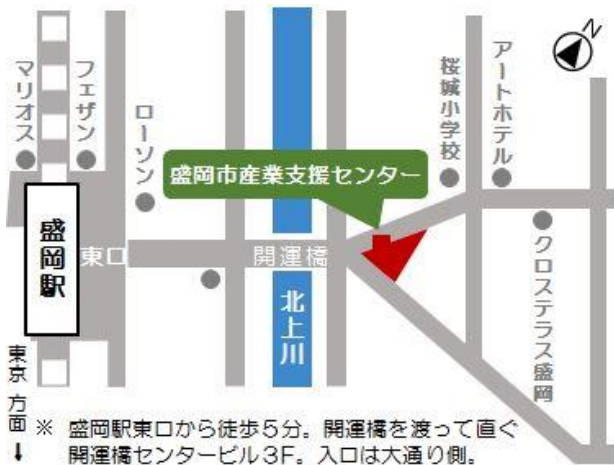 N
マリオス
フェザン
ローソン
桜城小学校
アートホテル
盛岡市産業支援センター
盛岡駅
東口
開運橋
北上川
クロステラス盛岡
東京方面
↓
※ 盛岡駅東口から徒歩５分。開運橋を渡って直ぐ
開運橋センタービル３F。入口は大通り側。